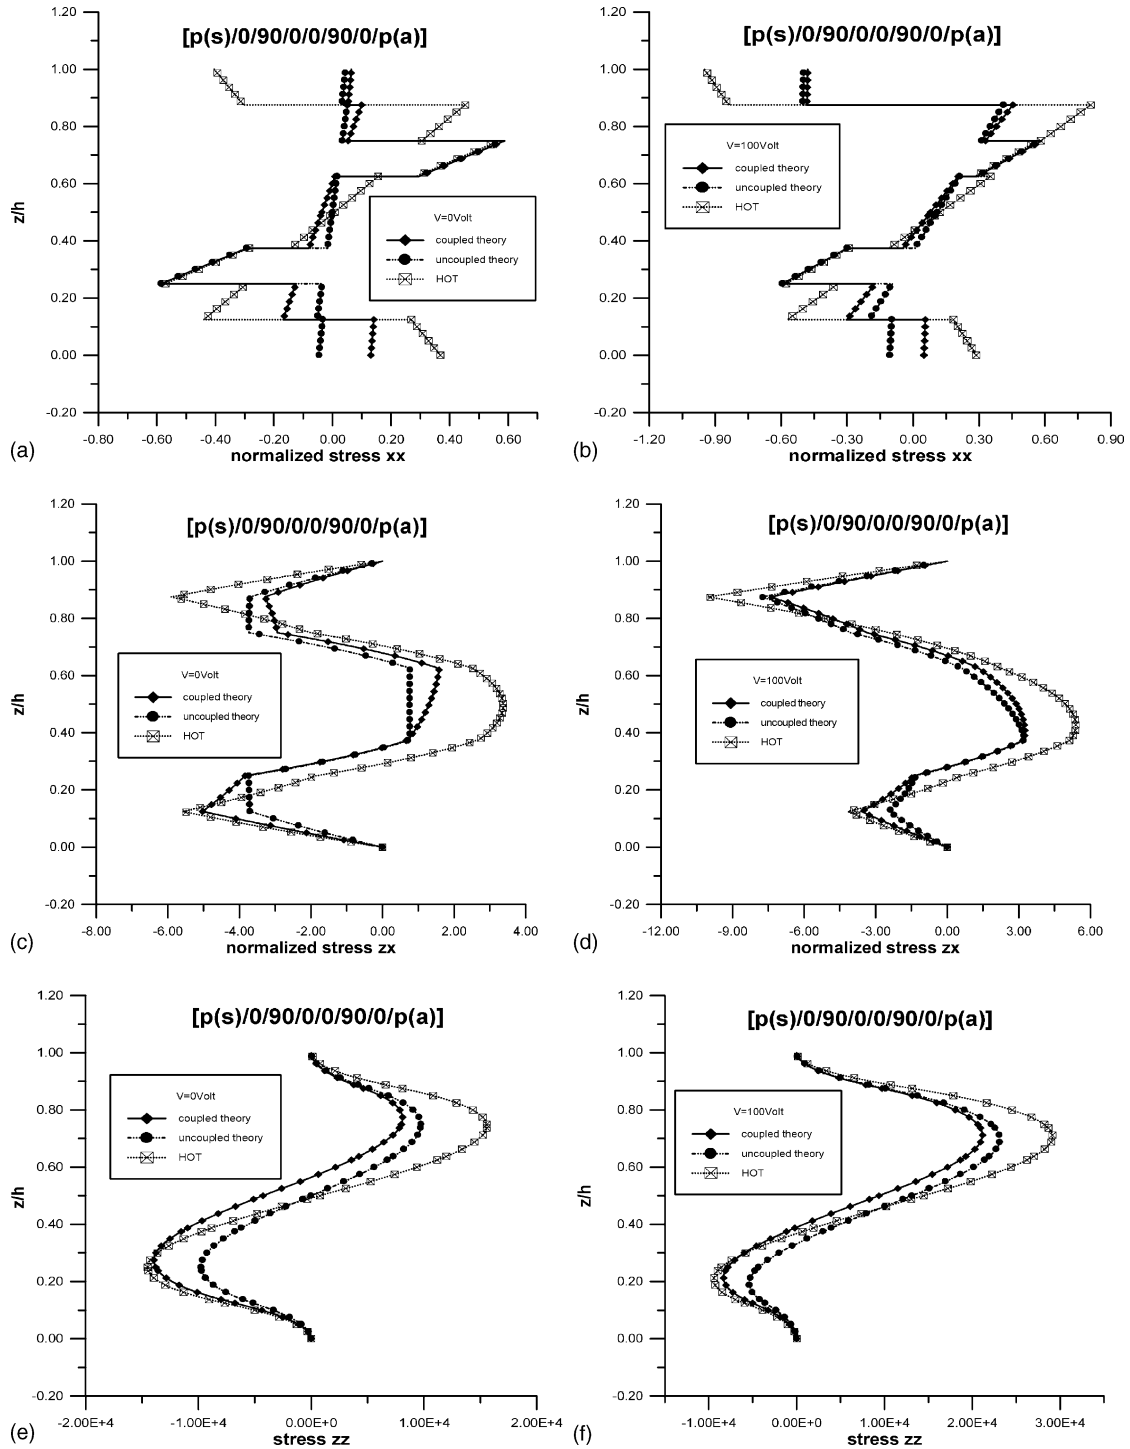 [p(s)/0/90/0/0/90/0/p(a)]
1.20
1.00
0.80
0.60
0.40
0.20
0.00
-0.20
z/h
V=0Volt
coupled theory
uncoupled theory
HOT
-0.80 -0.60 -0.40 -0.20 0.00 0.20 0.40 0.60
(a) normalized stress xx
[p(s)/0/90/0/0/90/0/p(a)]
1.20
1.00
0.80
0.60
0.40
0.20
0.00
-0.20
z/h
V=100Volt
coupled theory
uncoupled theory
HOT
-1.20 -0.90 -0.60 -0.30 0.00 0.30 0.60 0.90
(b) normalized stress xx
[p(s)/0/90/0/0/90/0/p(a)]
1.20
1.00
0.80
0.60
0.40
0.20
0.00
-0.20
z/h
V=0Volt
coupled theory
uncoupled theory
HOT
-8.00 -6.00 -4.00 -2.00 0.00 2.00 4.00
(c) normalized stress zx
[p(s)/0/90/0/0/90/0/p(a)]
1.20
1.00
0.80
0.60
0.40
0.20
0.00
-0.20
z/h
V=100Volt
coupled theory
uncoupled theory
HOT
-12.00 -9.00 -6.00 -3.00 0.00 3.00 6.00
(d) normalized stress zx
[p(s)/0/90/0/0/90/0/p(a)]
1.20
1.00
0.80
0.60
0.40
0.20
0.00
-0.20
z/h
V=0Volt
coupled theory
uncoupled theory
HOT
-2.00E+4 -1.00E+4 0.00E+0 1.00E+4 2.00E+4
(e) stress zz
[p(s)/0/90/0/0/90/0/p(a)]
1.20
1.00
0.80
0.60
0.40
0.20
0.00
-0.20
z/h
V=100Volt
coupled theory
uncoupled theory
HOT
-1.00E+4 0.00E+0 1.00E+4 2.00E+4 3.00E+4
(f) stress zz